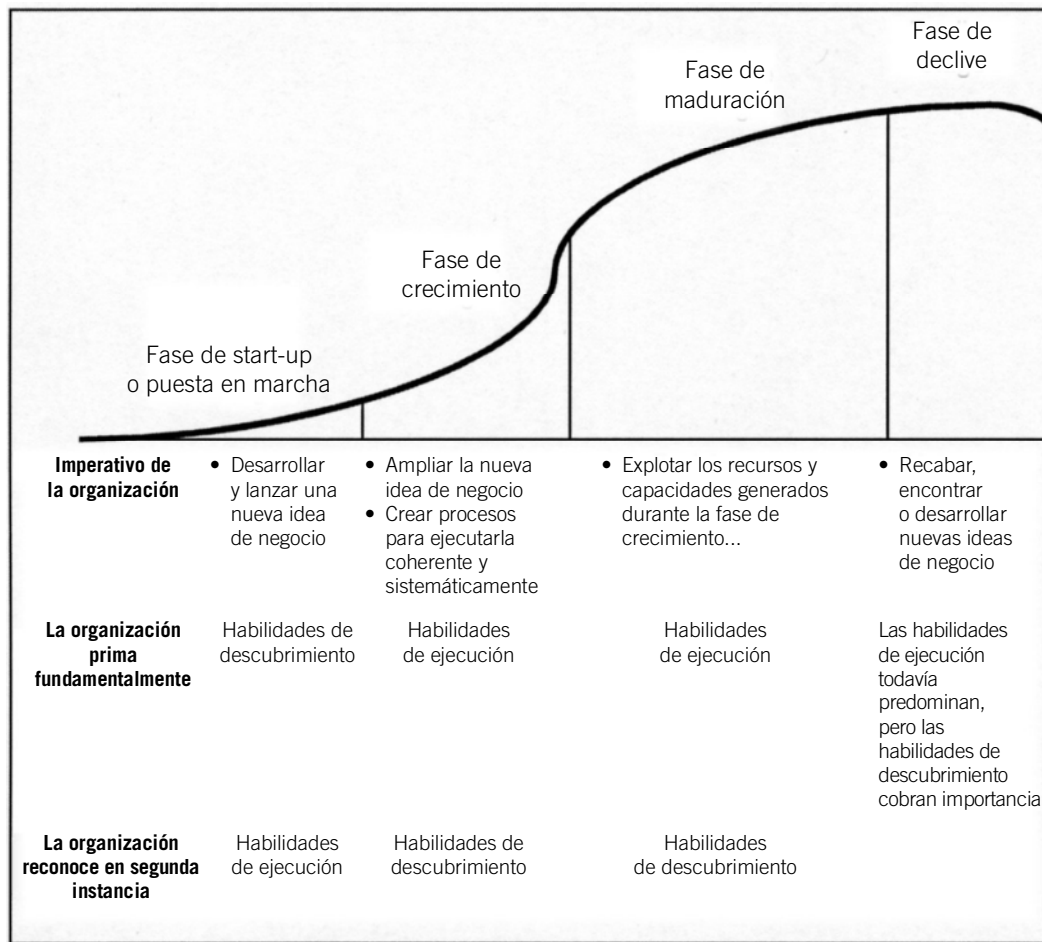 Fase de
declive
Fase de
maduración
Fase de
crecimiento
Fase de start-up
o puesta en marcha
Imperativo de
la organización
• Desarrollar
y lanzar una
nueva idea
de negocio
• Ampliar la nueva
idea de negocio
• Crear procesos
para ejecutarla
coherente y
sistemáticamente
• Explotar los recursos y
capacidades generados
durante la fase de
crecimiento...
• Recabar,
encontrar
o desarrollar
nuevas ideas
de negocio
La organización
prima
fundamentalmente
Habilidades de
descubrimiento
Habilidades
de ejecución
Habilidades
de ejecución
Las habilidades
de ejecución
todavía
predominan,
pero las
habilidades de
descubrimiento
cobran importancia
La organización
reconoce en segunda
instancia
Habilidades
de ejecución
Habilidades de
descubrimiento
Habilidades
de descubrimiento